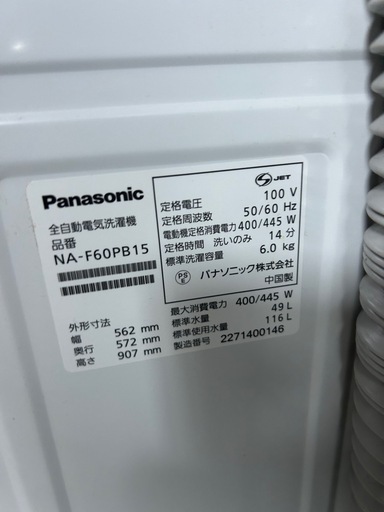 Panasonic
全自動電気洗濯機
品番
NA-F60PB15
外形寸法
幅 562 mm
奥行 572 mm
高さ 907 mm
S JET
定格電圧 100 V
定格周波数 50/60 Hz
電動機定格消費電力 400/445 W
定格時間 洗いのみ 14 分
標準洗濯容量 6.0 kg
PS E パナソニック株式会社
中国製
最大消費電力 400/445 W
標準水量 49 L
標準使用水量 116 L
製造番号 2271400146